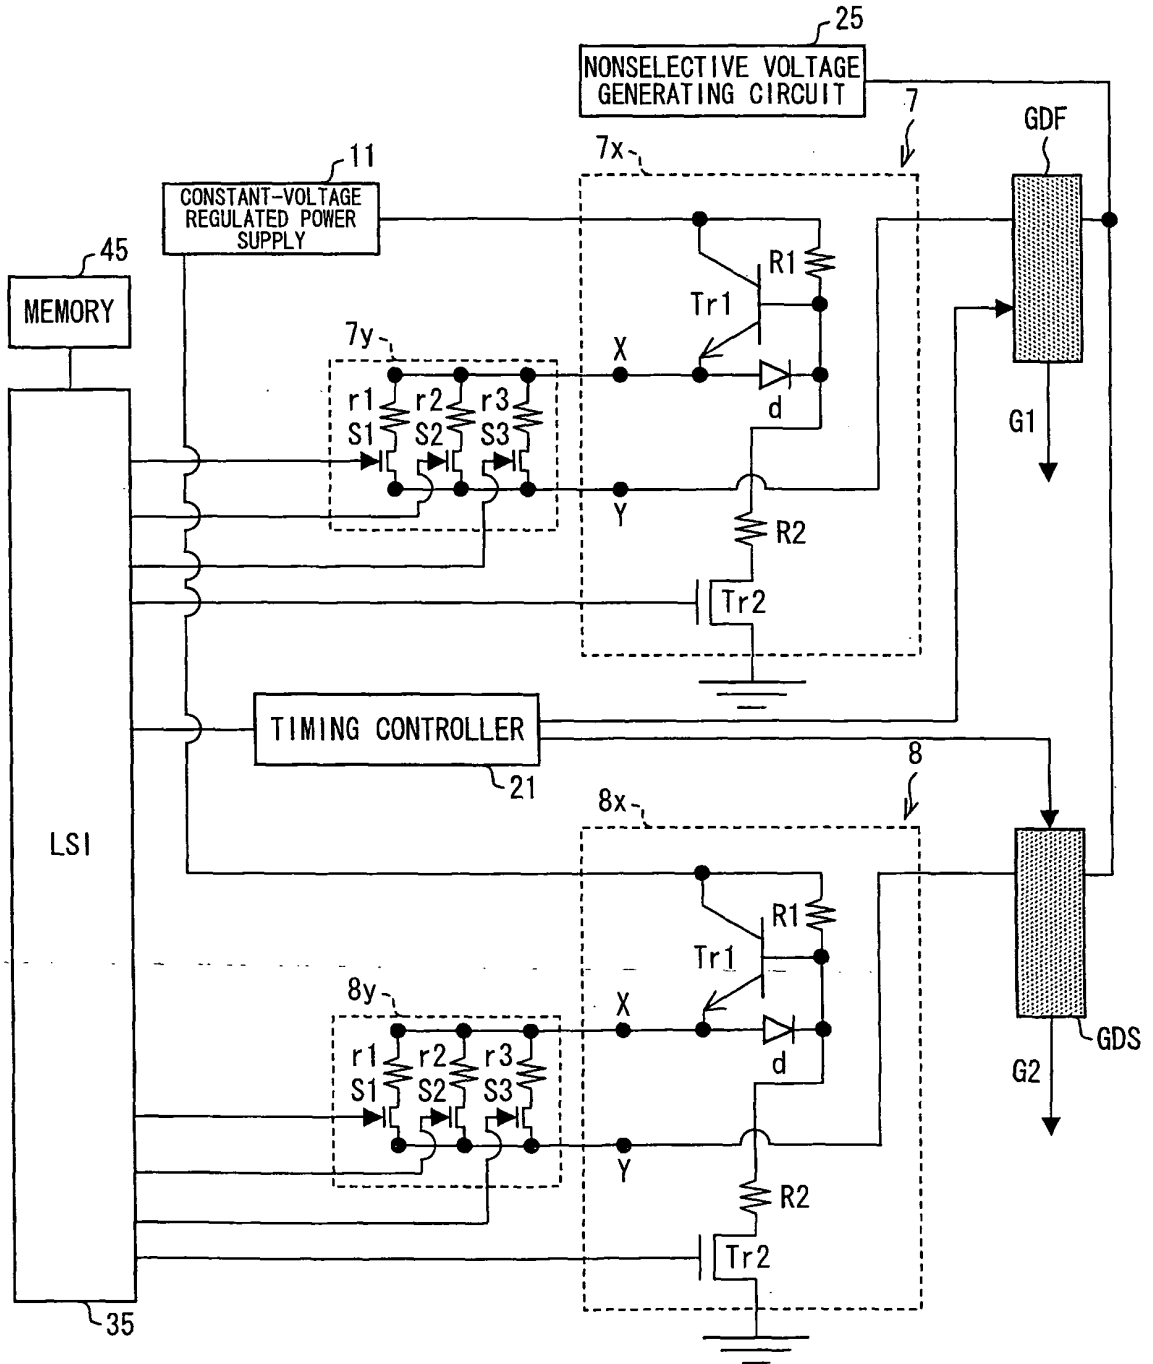 25
NONSELECTIVE VOLTAGE
GENERATING CIRCUIT
7
GDF
7x
11
CONSTANT-VOLTAGE
REGULATED POWER
SUPPLY
45
MEMORY
R1
Tr1
7y
X
d
r1 r2 r3
S1 S2 S3
G1
Y
R2
Tr2
TIMING CONTROLLER
21
8
8x
LSI
R1
Tr1
8y
X
d
r1 r2 r3
S1 S2 S3
GDS
G2
Y
R2
Tr2
35